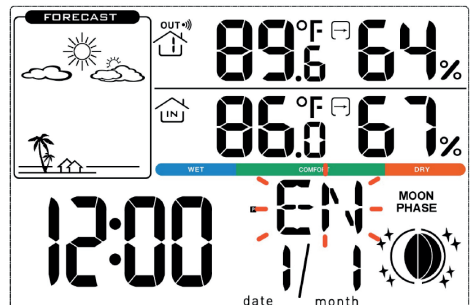 FORECAST
OUT 1 89.6°F 64%
IN 86.0°F 67%
WET COMFORT DRY
12:00 EN MOON PHASE
1/1
date month